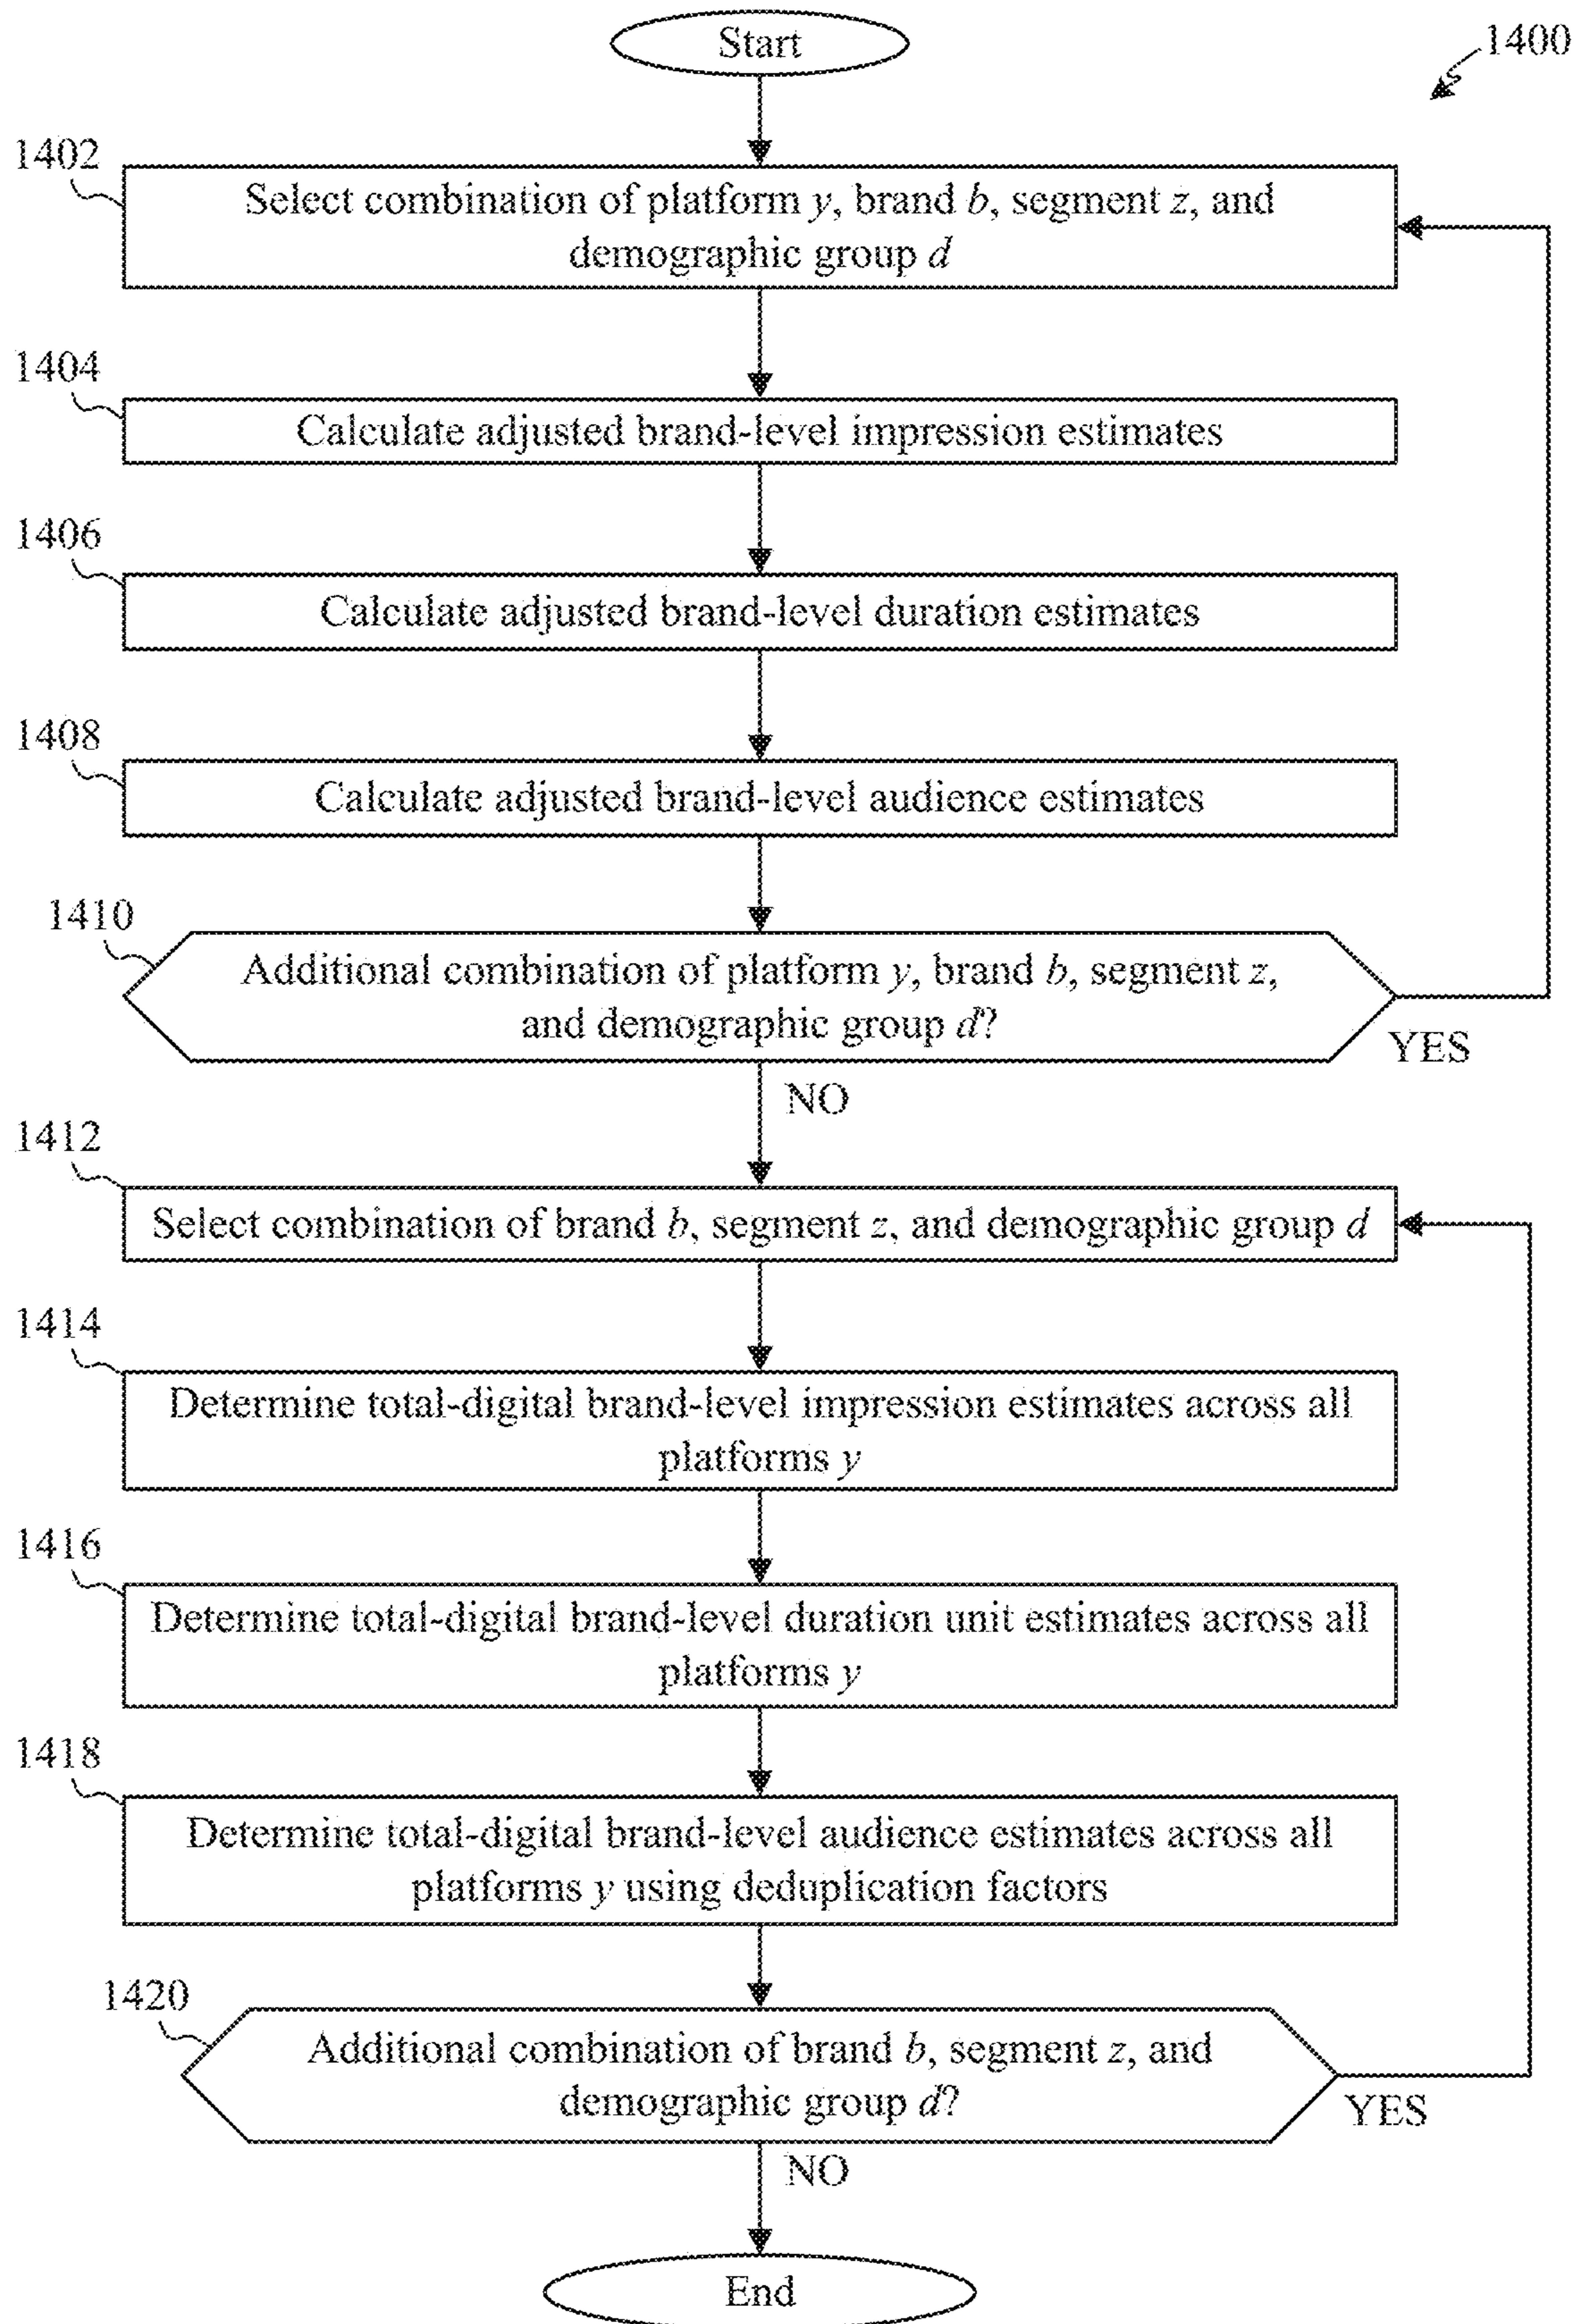 Start
1400
1402
Select combination of platform y, brand b, segment z, and
demographic group d
1404
Calculate adjusted brand-level impression estimates
1406
Calculate adjusted brand-level duration estimates
1408
Calculate adjusted brand-level audience estimates
1410
Additional combination of platform y, brand b, segment z,
and demographic group d?
YES
NO
1412
Select combination of brand b, segment z, and demographic group d
1414
Determine total-digital brand-level impression estimates across all
platforms y
1416
Determine total-digital brand-level duration unit estimates across all
platforms y
1418
Determine total-digital brand-level audience estimates across all
platforms y using deduplication factors
1420
Additional combination of brand b, segment z, and
demographic group d?
YES
NO
End